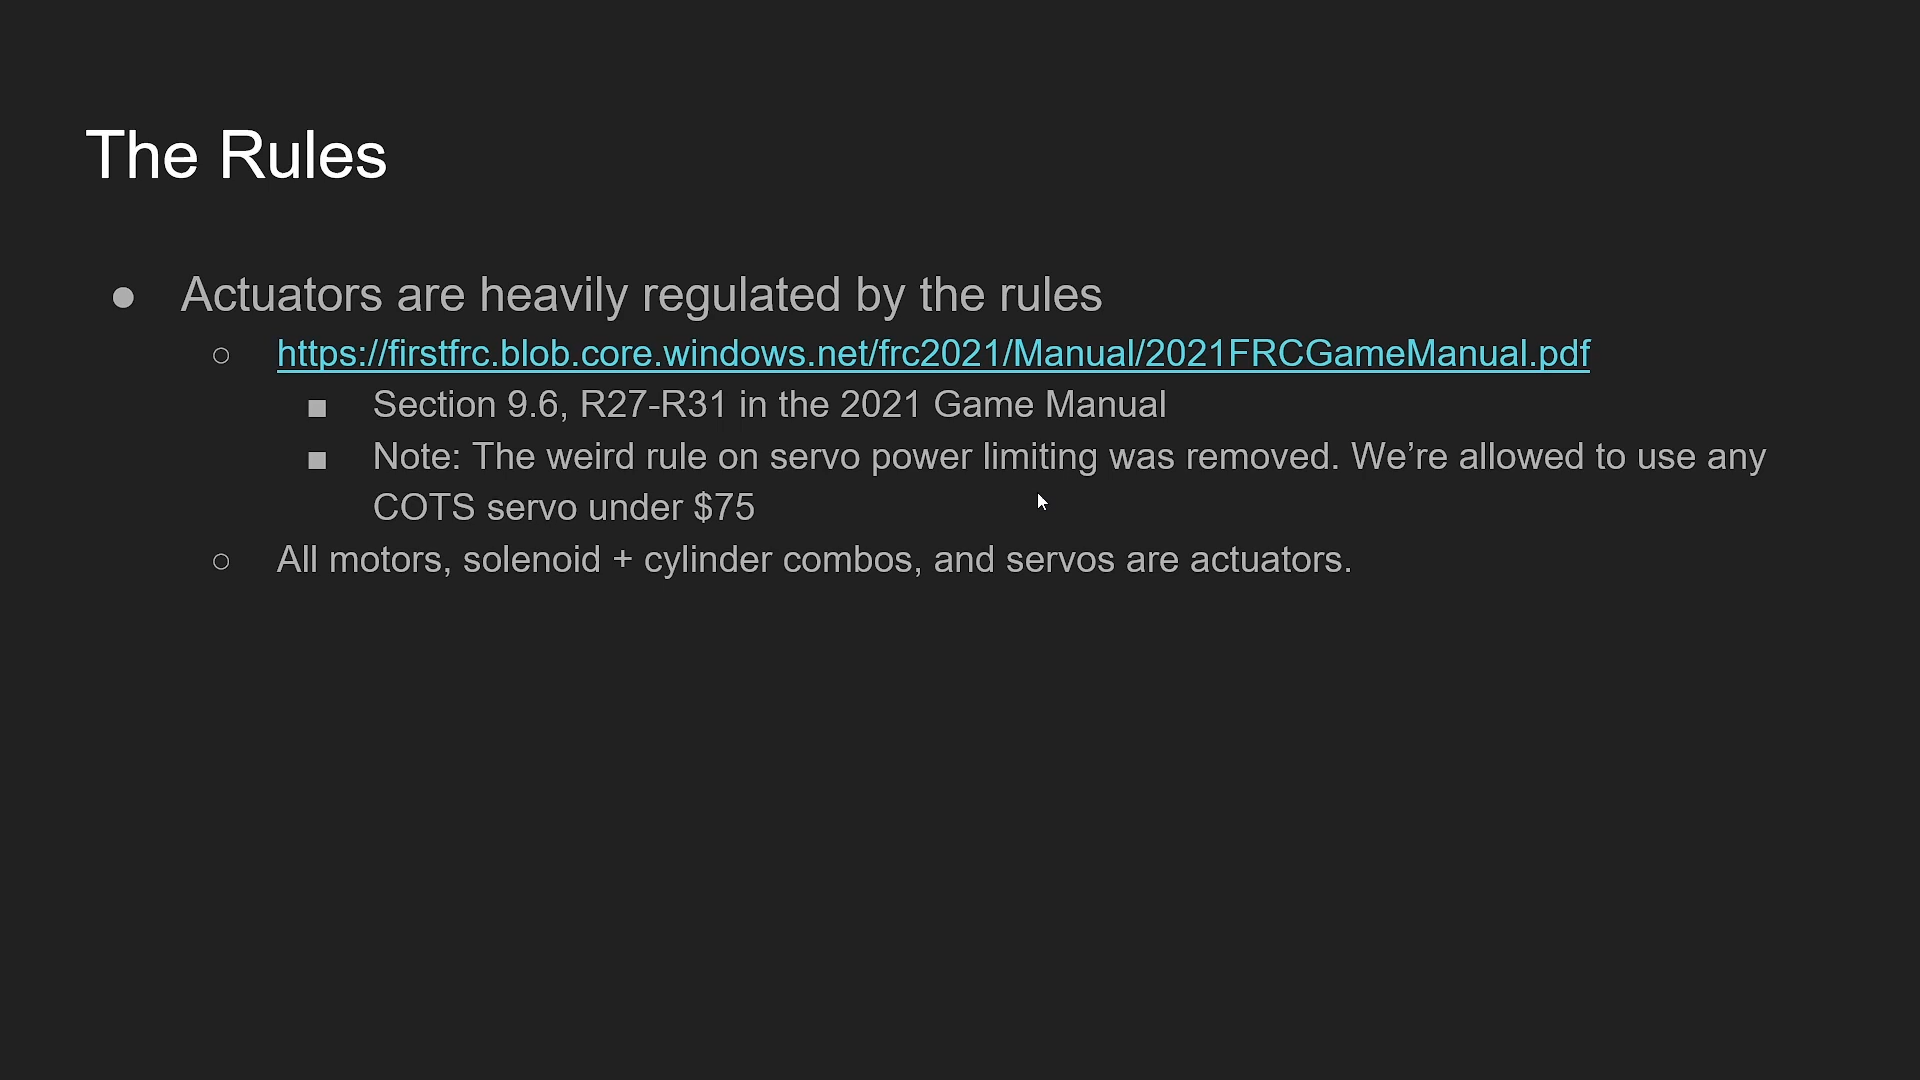 The Rules
● Actuators are heavily regulated by the rules
○ https://firstfrc.blob.core.windows.net/frc2021/Manual/2021FRCGameManual.pdf
■ Section 9.6, R27-R31 in the 2021 Game Manual
■ Note: The weird rule on servo power limiting was removed. We’re allowed to use any
COTS servo under $75
○ All motors, solenoid + cylinder combos, and servos are actuators.